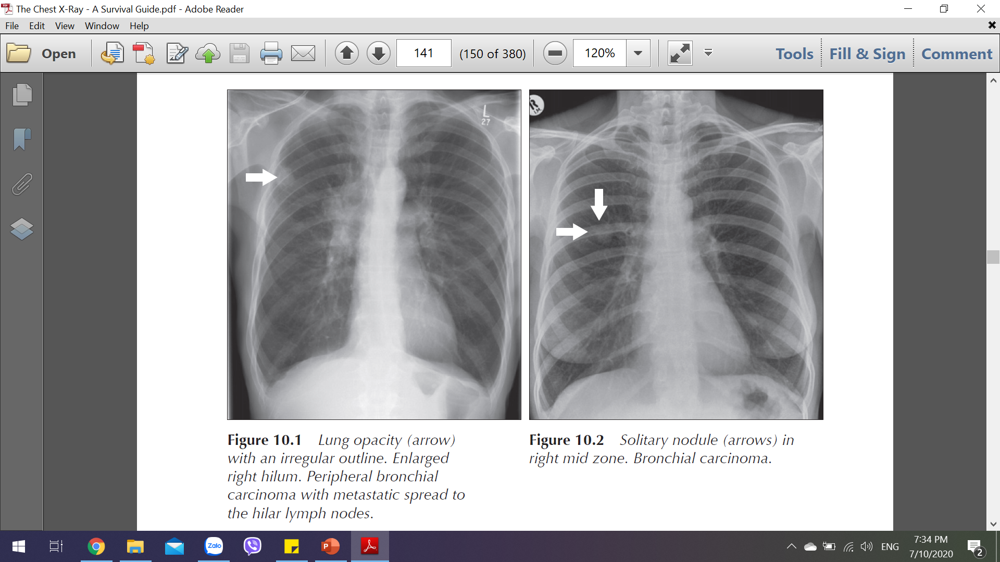 The Chest X-Ray - A Survival Guide.pdf - Adobe Reader
File Edit View Window Help
Open 141 (150 of 380) 120% Tools Fill & Sign Comment
L
27
R
I.M.
Figure 10.1 Lung opacity (arrow)
with an irregular outline. Enlarged
right hilum. Peripheral bronchial
carcinoma with metastatic spread to
the hilar lymph nodes.
Figure 10.2 Solitary nodule (arrows) in
right mid zone. Bronchial carcinoma.
Zalo
ENG
7:34 PM
7/10/2020
2